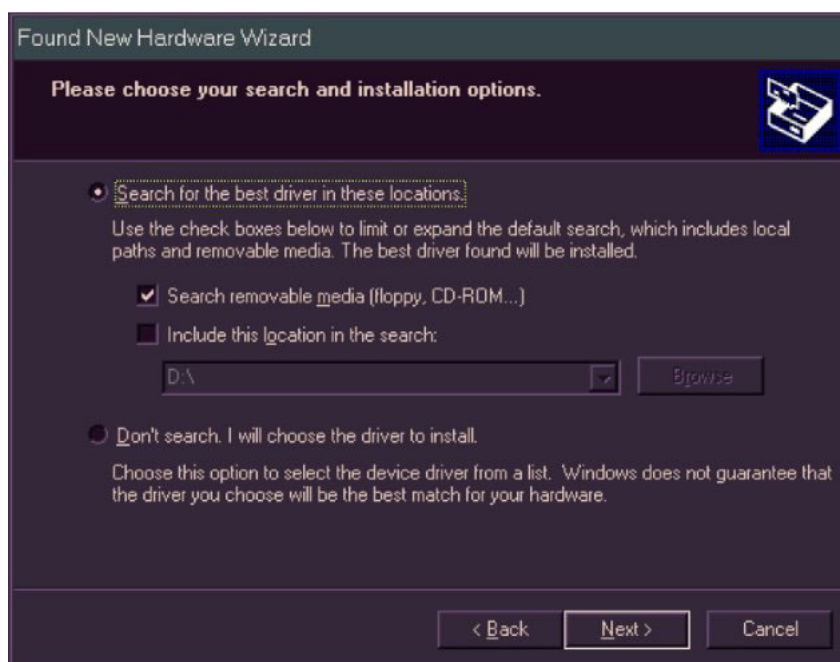 Found New Hardware Wizard
Please choose your search and installation options.
Search for the best driver in these locations.
Use the check boxes below to limit or expand the default search, which includes local
paths and removable media. The best driver found will be installed.
Search removable media (floppy, CD-ROM...)
Include this location in the search:
D:\
Browse
Don't search. I will choose the driver to install.
Choose this option to select the device driver from a list. Windows does not guarantee that
the driver you choose will be the best match for your hardware.
< Back
Next >
Cancel